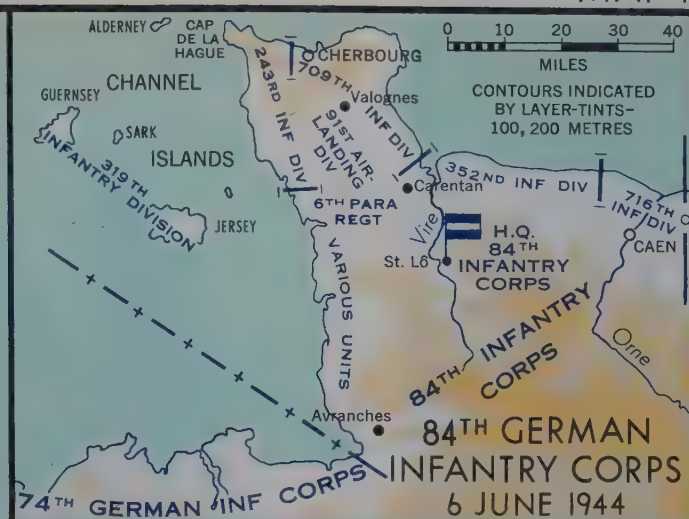 ALDERNEY
CAP
DE LA
HAGUE
CHERBOURG
0 10 20 30 40
MILES
CONTOURS INDICATED
BY LAYER-TINTS-
100, 200 METRES
CHANNEL
ISLANDS
GUERNSEY
SARK
JERSEY
319TH
INFANTRY DIVISION
243RD INF DIV
709TH INF DIV
Valognes
91ST AIR-
LANDING
DIV
Carentan
6TH PARA
REGT
352ND INF DIV
716TH
INF/DIV
CAEN
Vire
H.Q.
84TH
INFANTRY
CORPS
St. Lô
VARIOUS UNITS
84TH INFANTRY
CORPS
Orne
Avranches
84TH GERMAN
INFANTRY CORPS
6 JUNE 1944
74TH GERMAN INF CORPS